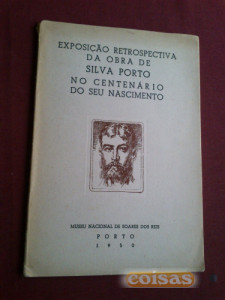 EXPOSIÇÃO RETROSPECTIVA
DA OBRA DE
SILVA PORTO
NO CENTENÁRIO
DO SEU NASCIMENTO
MUSEU NACIONAL DE SOARES DOS REIS
PORTO
1950
coisas